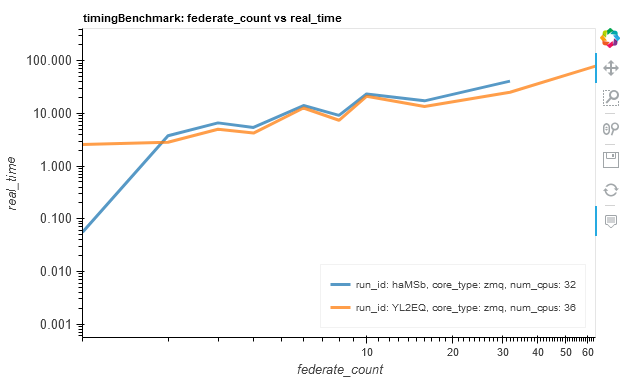 timingBenchmark: federate_count vs real_time
real_time
100.000
10.000
1.000
0.100
0.010
0.001
run_id: haMSb, core_type: zmq, num_cpus: 32
run_id: YL2EQ, core_type: zmq, num_cpus: 36
10 20 30 40 50 60
federate_count